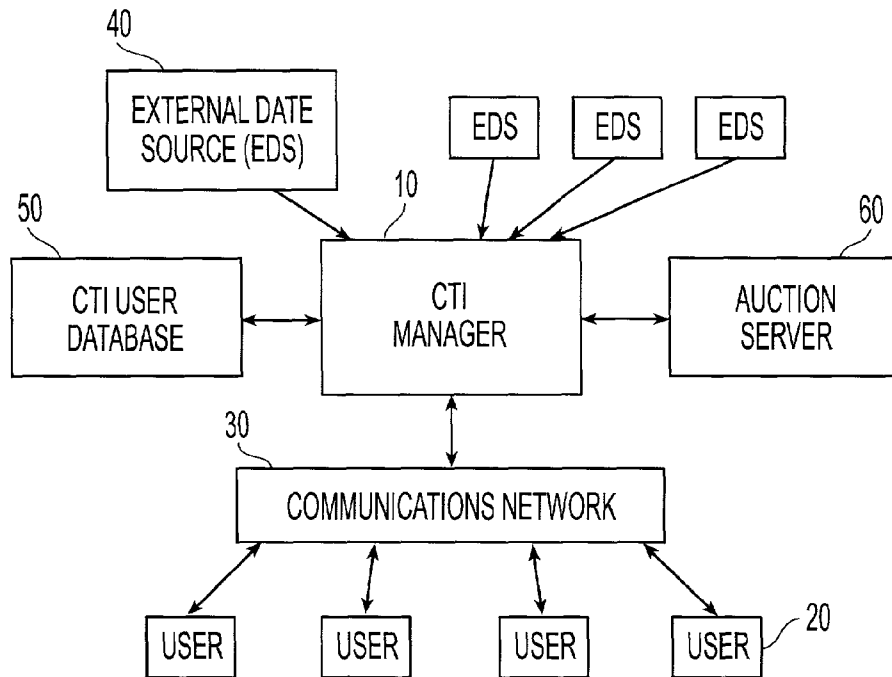 40
EXTERNAL DATE
SOURCE (EDS)
EDS
EDS
EDS
10
50
60
CTI USER
DATABASE
CTI
MANAGER
AUCTION
SERVER
30
COMMUNICATIONS NETWORK
USER
USER
USER
USER
20